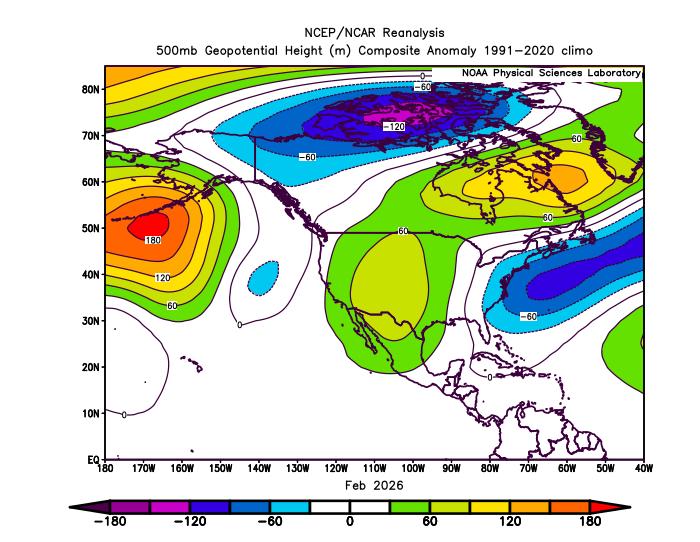 NCEP/NCAR Reanalysis
500mb Geopotential Height (m) Composite Anomaly 1991−2020 climo
NOAA Physical Sciences Laboratory
0
80N
−60
−120
70N
60
−60
60N
60
50N
60
180
40N
120
60
−60
30N
0
20N
0
10N
0
EQ
180 170W 160W 150W 140W 130W 120W 110W 100W 90W 80W 70W 60W 50W 40W
Feb 2026
−180 −120 −60 0 60 120 180